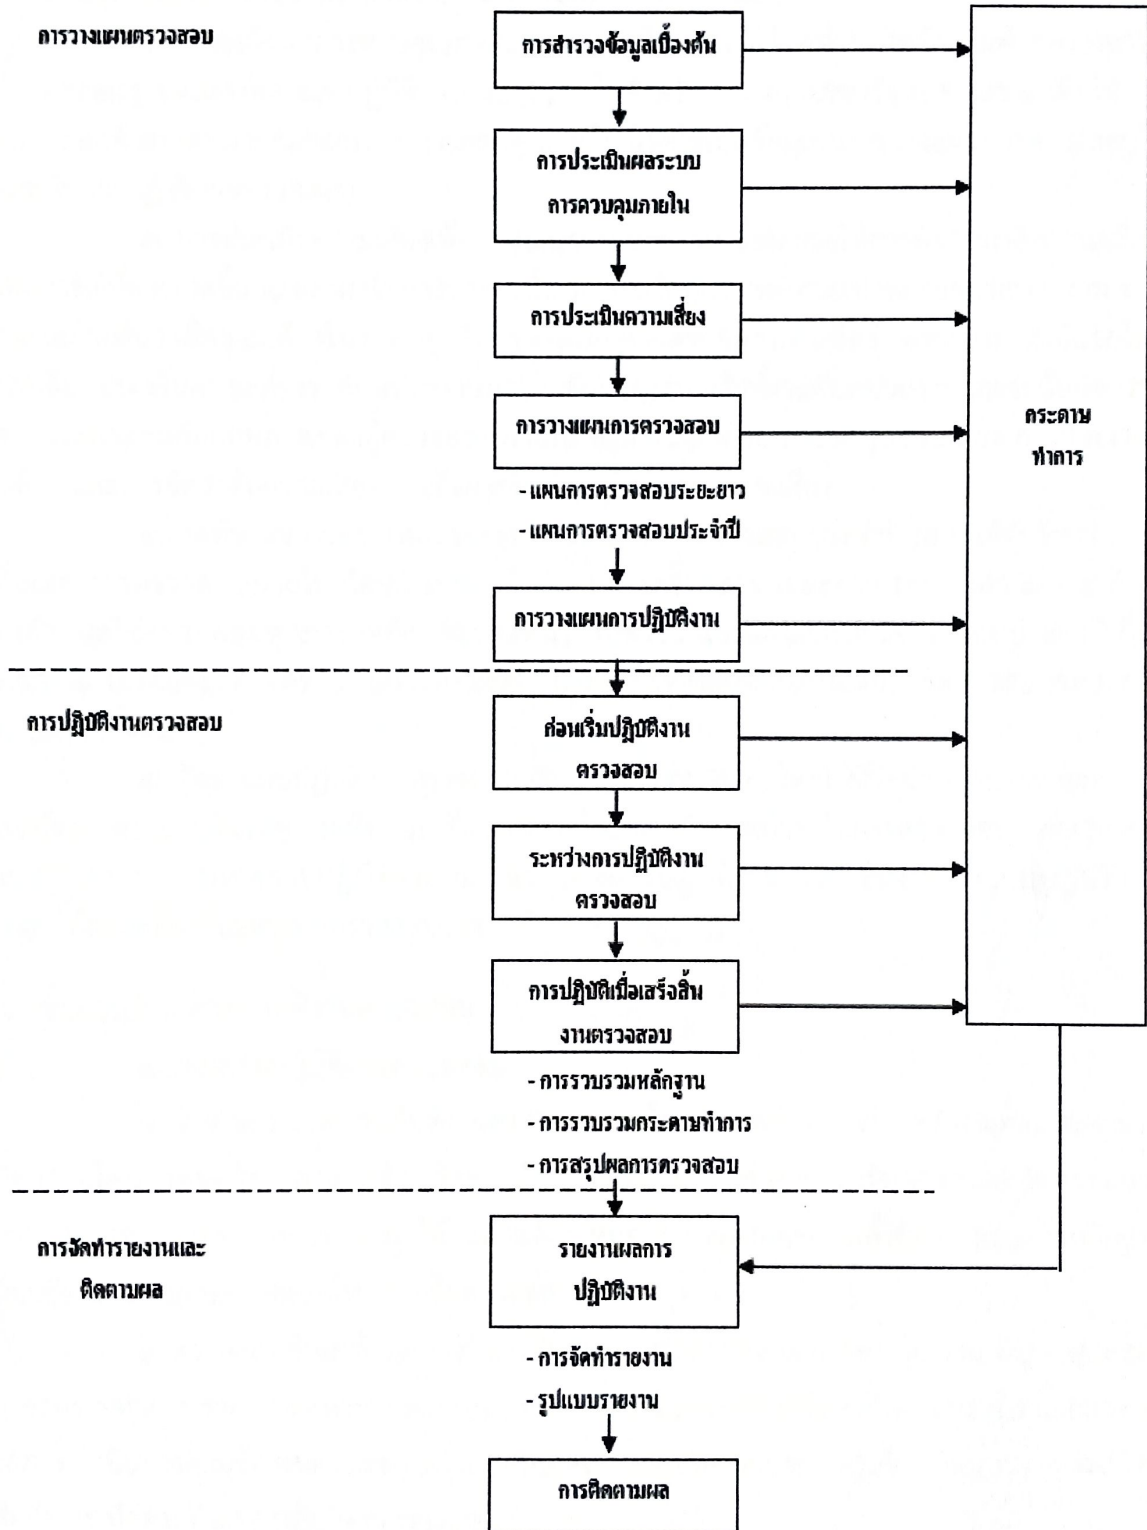 การวางแผนตรวจสอบ
การสำรวจข้อมูลเบื้องต้น
การประเมินผลระบบ
การควบคุมภายใน
การประเมินความเสี่ยง
การวางแผนการตรวจสอบ
- แผนการตรวจสอบระยะยาว
- แผนการตรวจสอบประจำปี
การวางแผนการปฏิบัติงาน
กระดาษ
ทำการ
การปฏิบัติงานตรวจสอบ
ก่อนเริ่มปฏิบัติงาน
ตรวจสอบ
ระหว่างการปฏิบัติงาน
ตรวจสอบ
การปฏิบัติเมื่อเสร็จสิ้น
งานตรวจสอบ
- การรวบรวมหลักฐาน
- การรวบรวมกระดาษทำการ
- การสรุปผลการตรวจสอบ
การจัดทำรายงานและ
ติดตามผล
รายงานผลการ
ปฏิบัติงาน
- การจัดทำรายงาน
- รูปแบบรายงาน
การติดตามผล